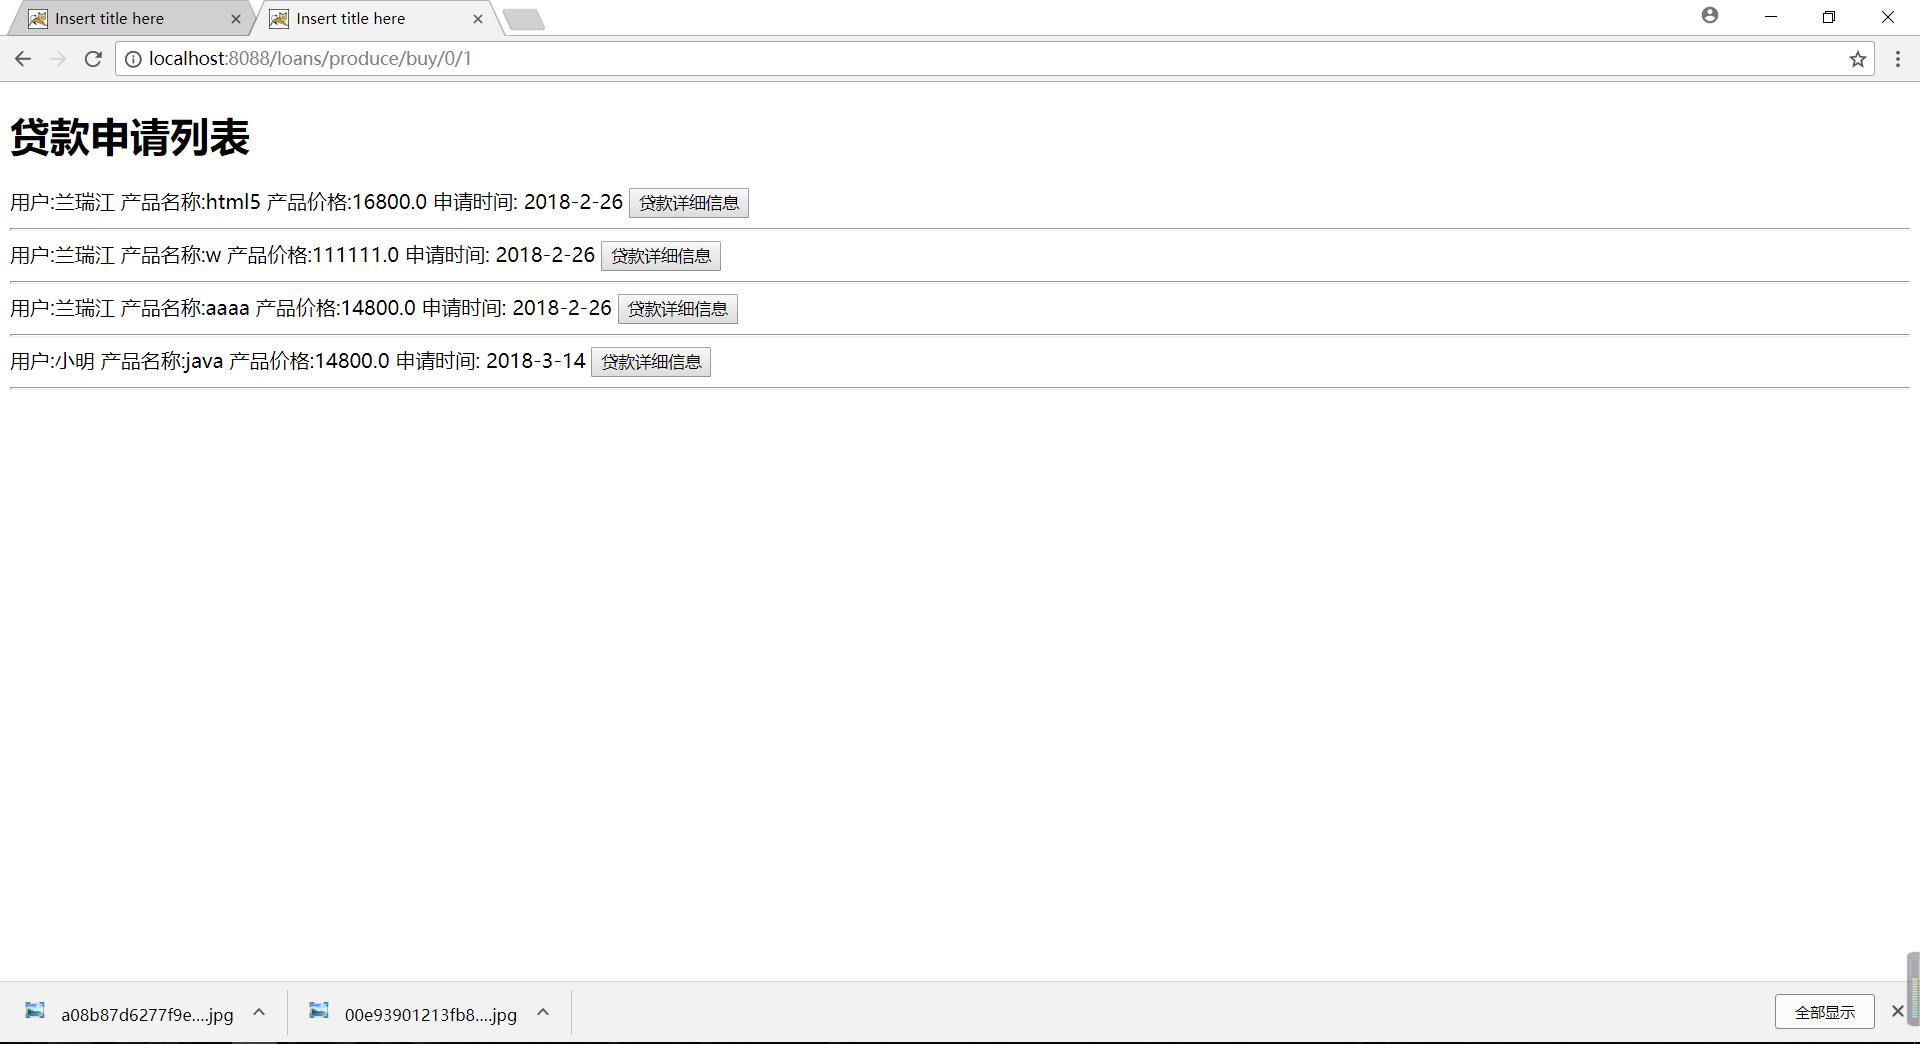 Insert title here
Insert title here
localhost:8088/loans/produce/buy/0/1
贷款申请列表
用户:兰瑞江 产品名称:html5 产品价格:16800.0 申请时间: 2018-2-26 贷款详细信息
用户:兰瑞江 产品名称:w 产品价格:111111.0 申请时间: 2018-2-26 贷款详细信息
用户:兰瑞江 产品名称:aaaa 产品价格:14800.0 申请时间: 2018-2-26 贷款详细信息
用户:小明 产品名称:java 产品价格:14800.0 申请时间: 2018-3-14 贷款详细信息
a08b87d6277f9e....jpg
00e93901213fb8....jpg
全部显示